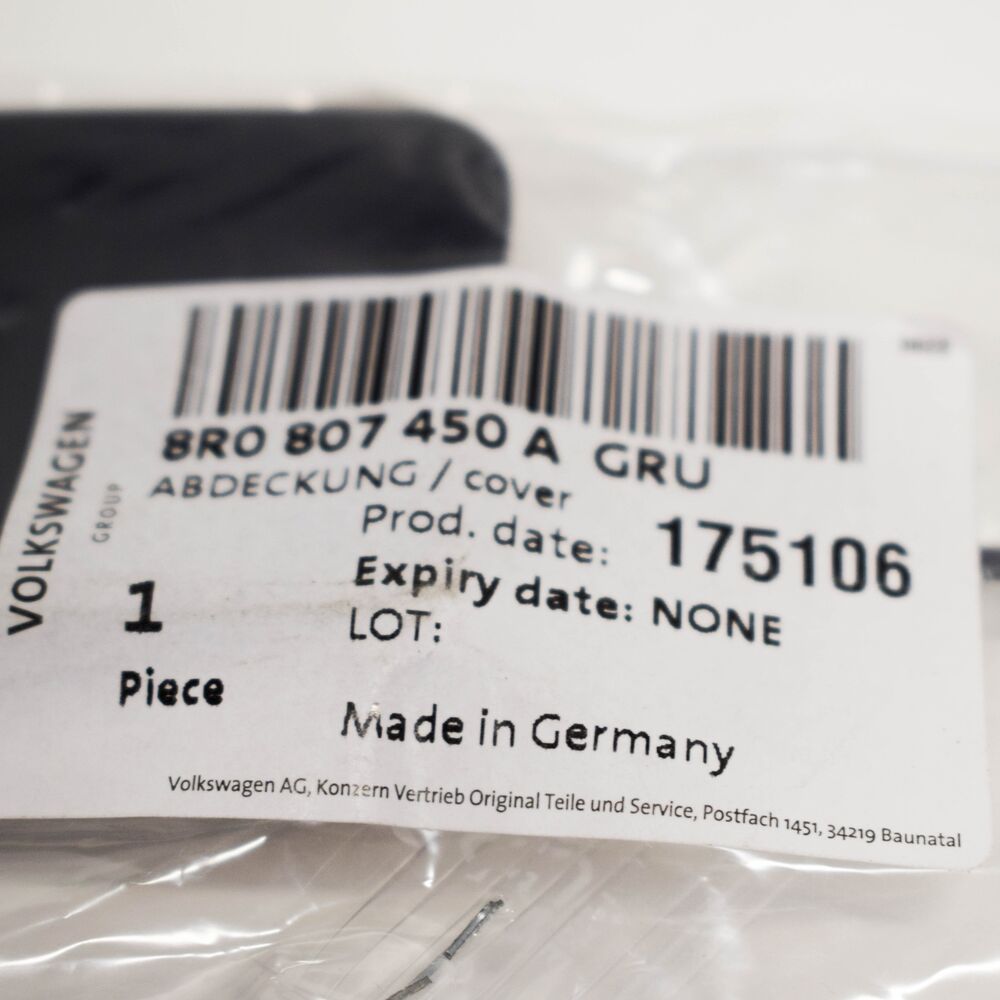 8R0 807 450 A GRU
ABDECKUNG / cover
Prod. date: 175106
Expiry date: NONE
LOT:
VOLKSWAGEN
GROUP
1
Piece
Made in Germany
Volkswagen AG, Konzern Vertrieb Original Teile und Service, Postfach 1451, 34219 Baunatal